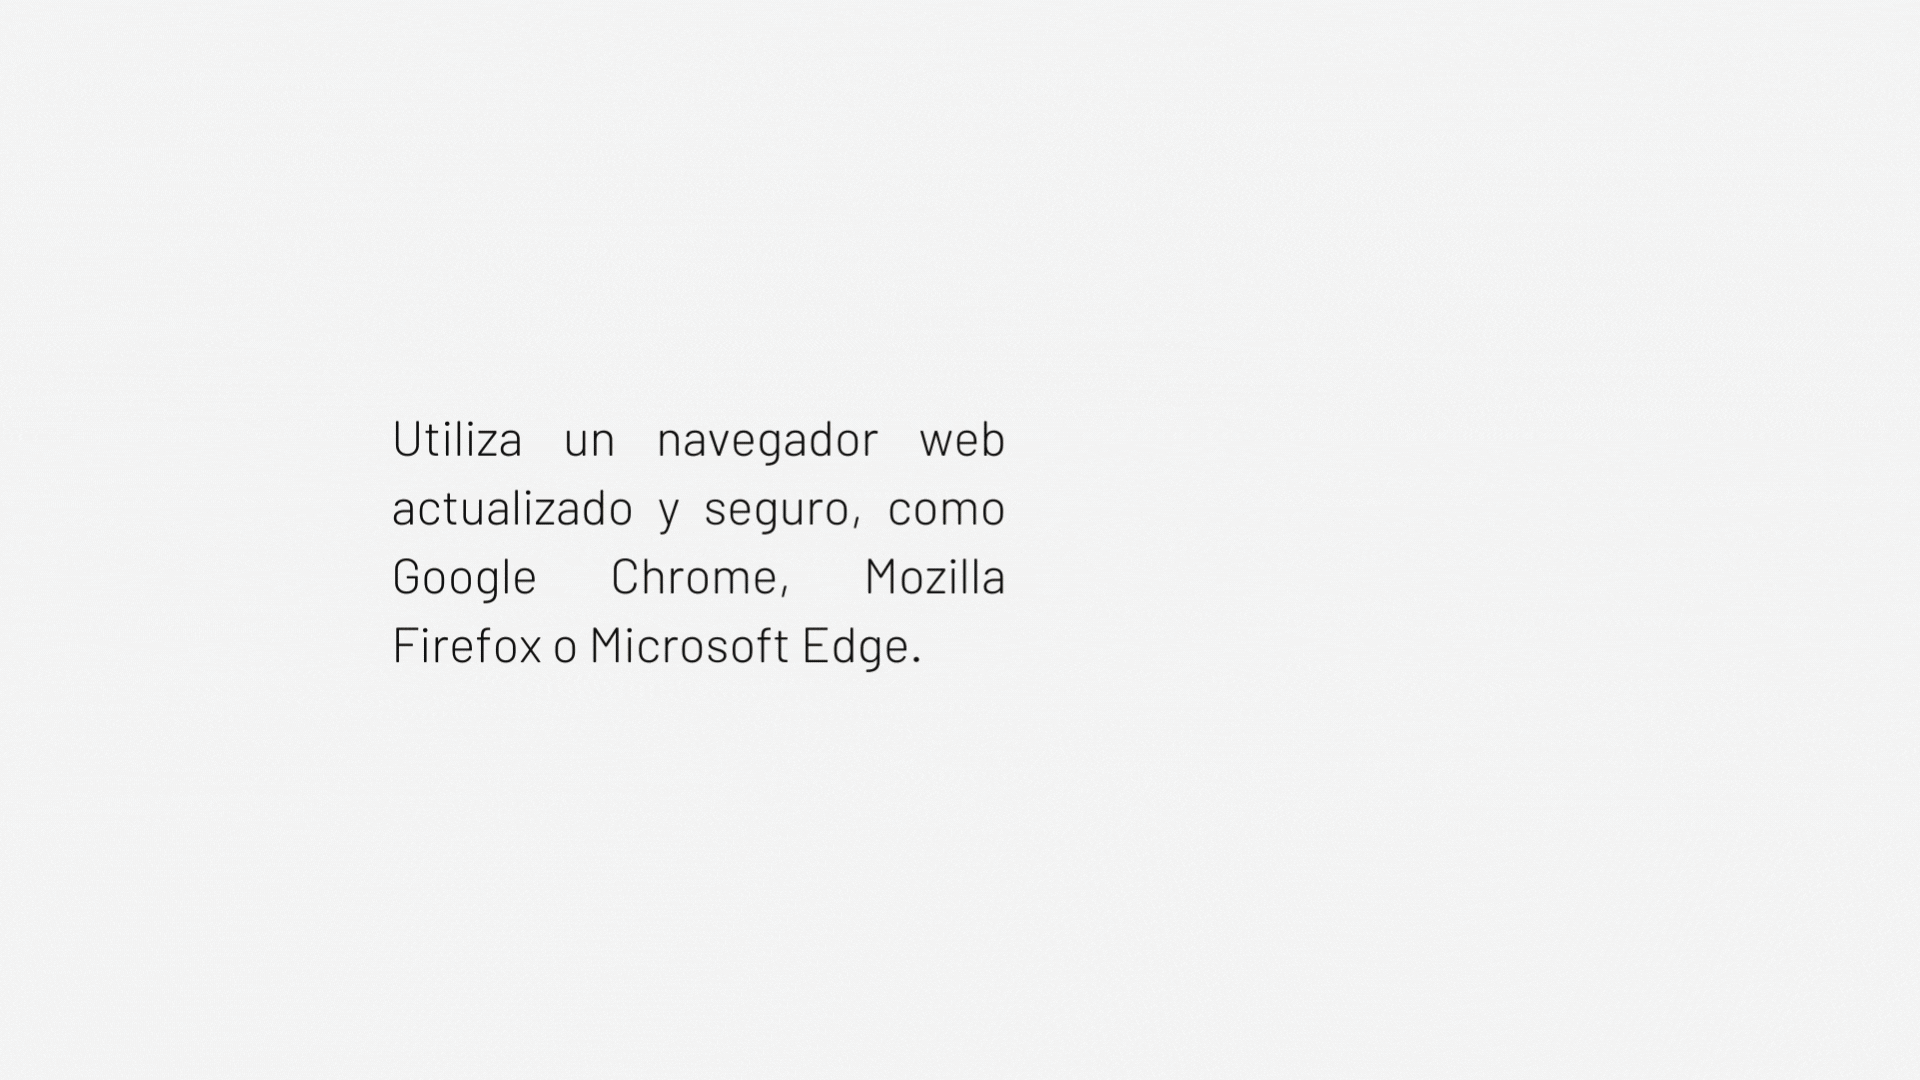 Utiliza un navegador web
actualizado y seguro, como
Google Chrome, Mozilla
Firefox o Microsoft Edge.